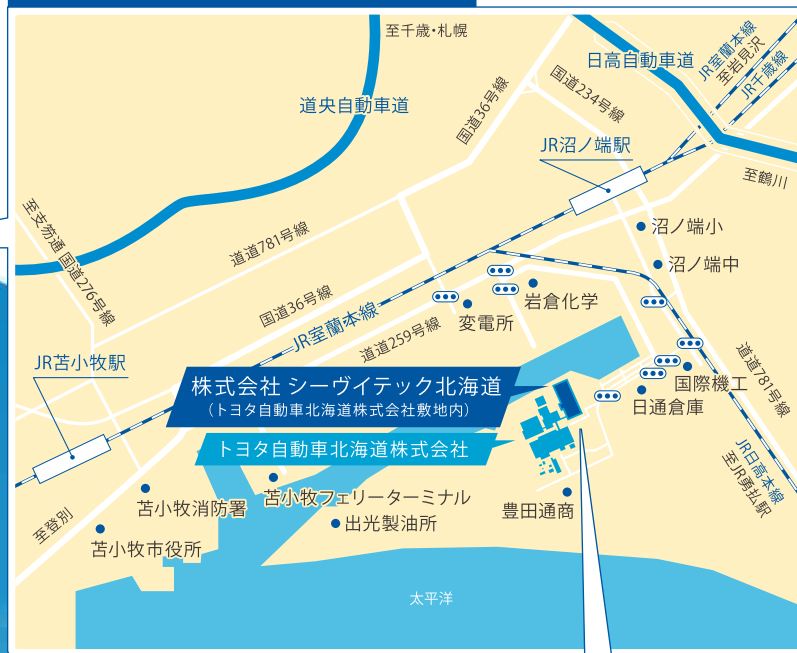 至千歳・札幌
日高自動車道
JR室蘭本線
至岩見沢
JR千歳線
道央自動車道
国道36号線
国道234号線
JR沼ノ端駅
至鶴川
至支笏通 国道276号線
道道781号線
沼ノ端小
沼ノ端中
国道36号線
岩倉化学
JR室蘭本線
変電所
道道259号線
JR苫小牧駅
道道781号線
株式会社 シーヴイテック北海道
（トヨタ自動車北海道株式会社敷地内）
国際機工
日通倉庫
トヨタ自動車北海道株式会社
JR日高本線
至JR勇払駅
苫小牧フェリーターミナル
苫小牧消防署
豊田通商
至登別
出光製油所
苫小牧市役所
太平洋